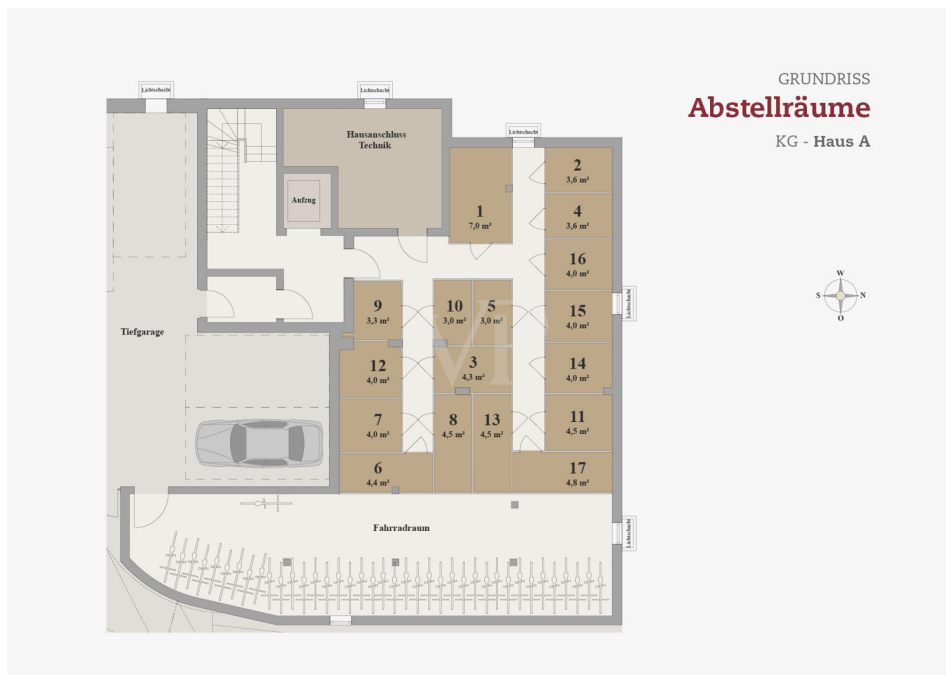 GRUNDRISS
Abstellräume
KG - Haus A
Lichtschacht
Lichtschacht
Lichtschacht
Hausanschluss
Technik
Aufzug
1
7,0 m²
2
3,6 m²
4
3,6 m²
16
4,0 m²
15
4,0 m²
Lichtschacht
14
4,0 m²
11
4,5 m²
17
4,8 m²
9
3,3 m²
10
3,0 m²
5
3,0 m²
12
4,0 m²
3
4,3 m²
7
4,0 m²
8
4,5 m²
13
4,5 m²
6
4,4 m²
Tiefgarage
Fahrradraum
Lichtschacht
W
S
N
O
VP